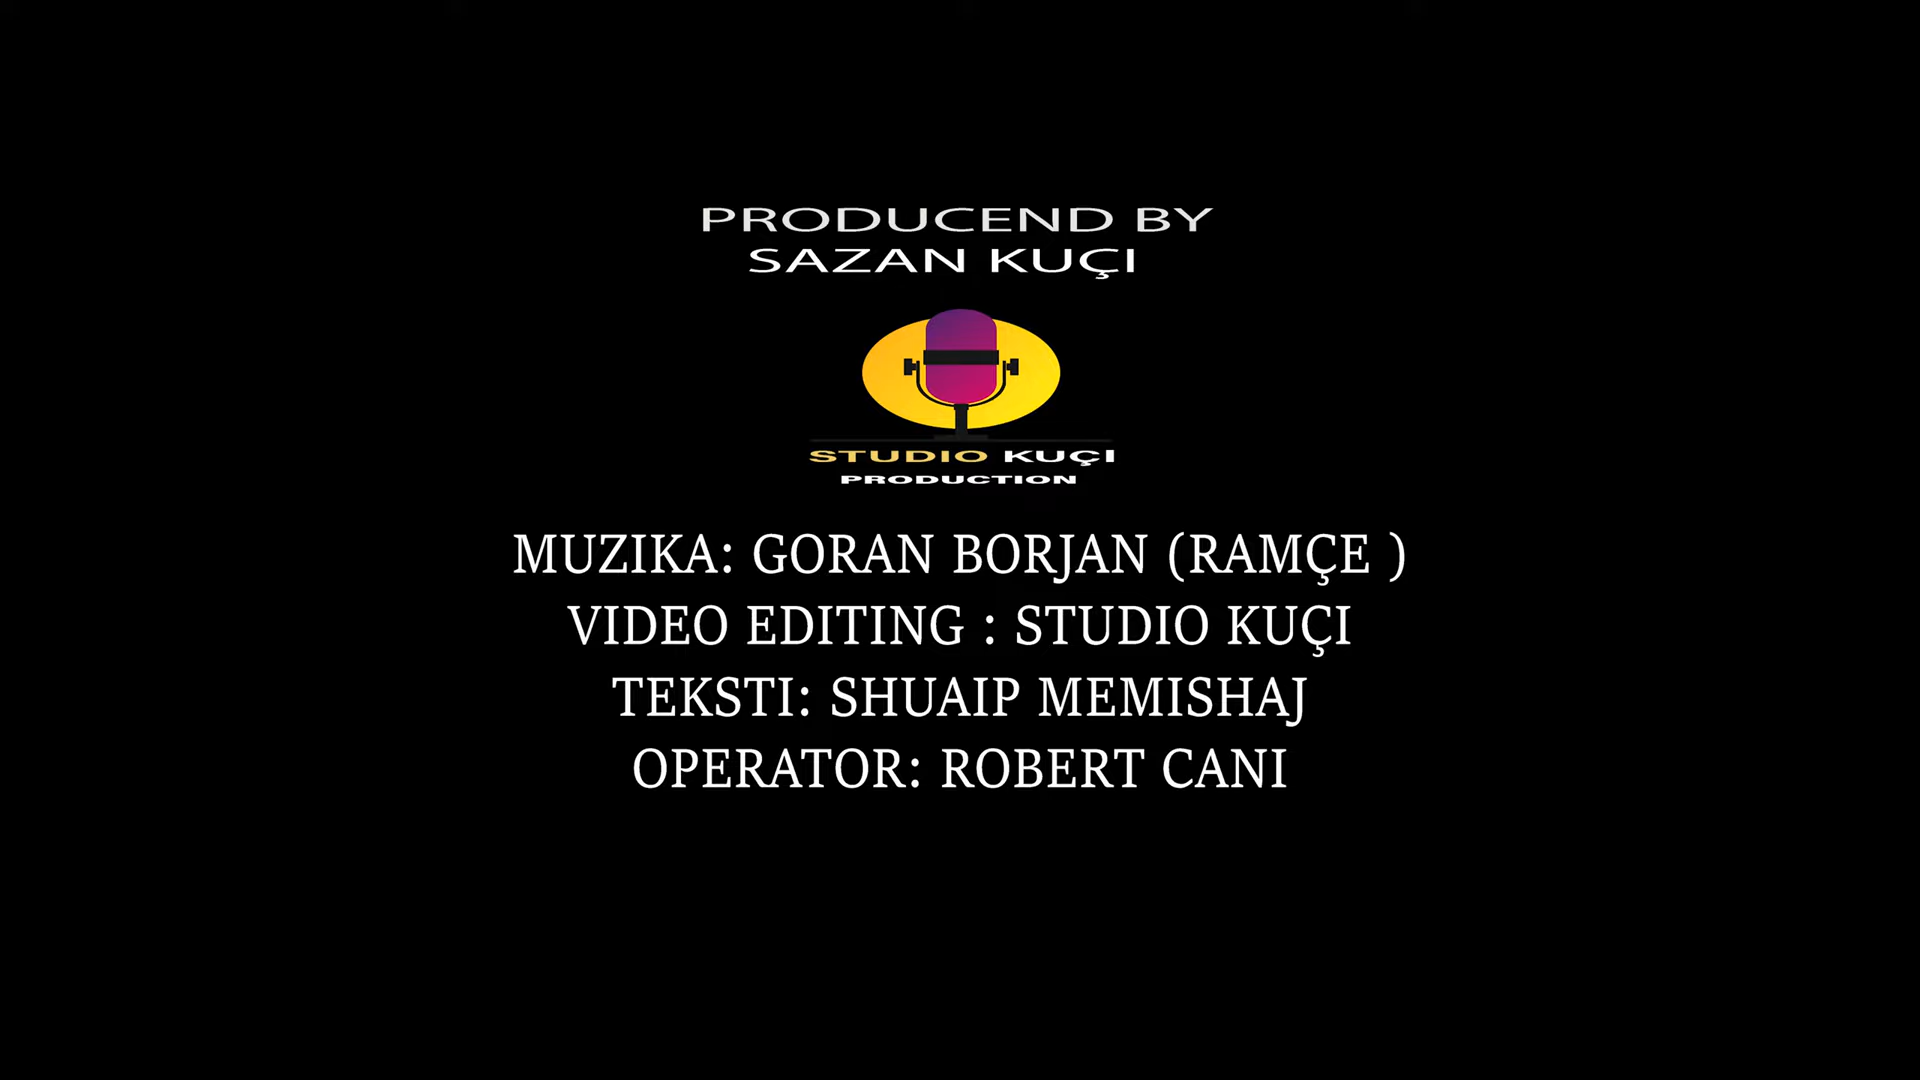 PRODUCEND BY
SAZAN KUÇI
STUDIO KUÇI
PRODUCTION
MUZIKA: GORAN BORJAN (RAMÇE )
VIDEO EDITING : STUDIO KUÇI
TEKSTI: SHUAIP MEMISHAJ
OPERATOR: ROBERT CANI